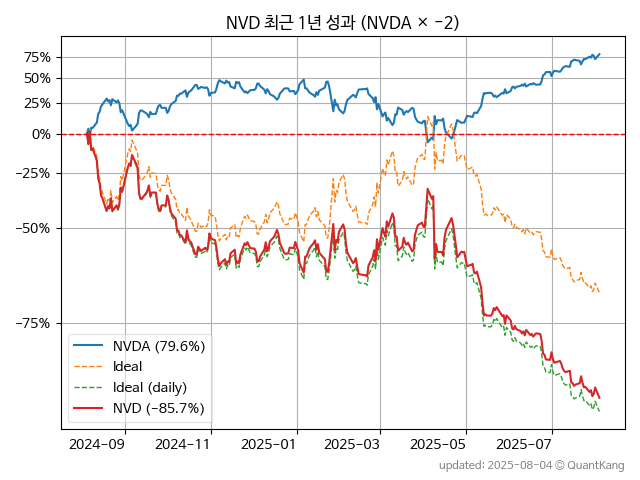 NVD 최근 1년 성과 (NVDA × −2)
75%
50%
25%
0%
−25%
−50%
−75%
NVDA (79.6%)
Ideal
Ideal (daily)
NVD (−85.7%)
2024-09 2024-11 2025-01 2025-03 2025-05 2025-07
updated: 2025-08-04 © QuantKang